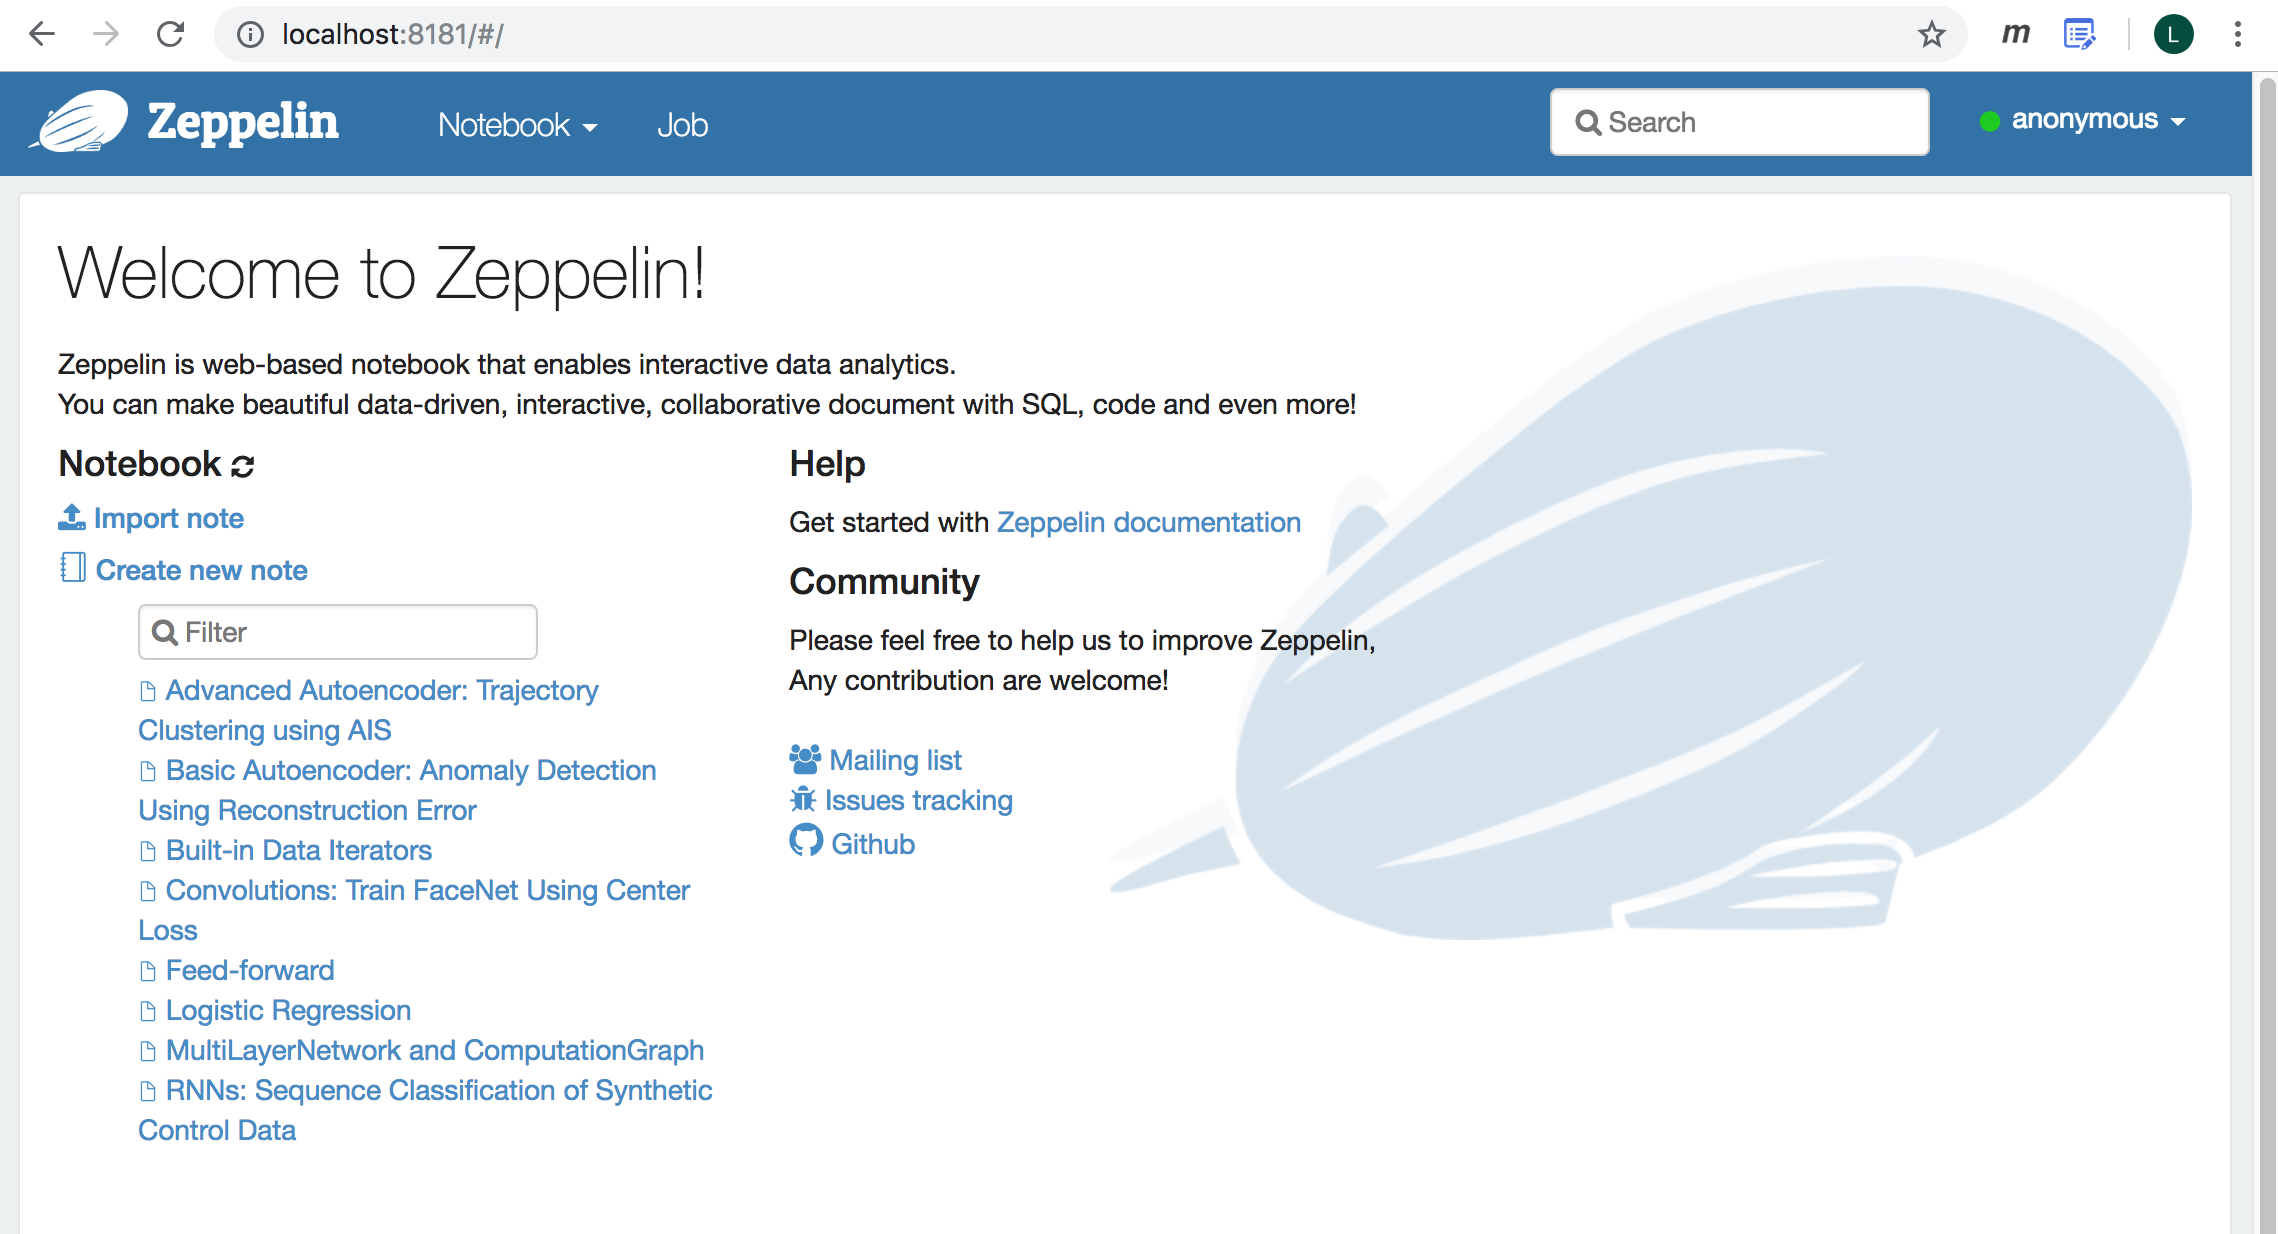 localhost:8181/#/
m
L
Zeppelin
Notebook
Job
Search
anonymous
Welcome to Zeppelin!
Zeppelin is web-based notebook that enables interactive data analytics.
You can make beautiful data-driven, interactive, collaborative document with SQL, code and even more!
Notebook
Import note
Create new note
Filter
Advanced Autoencoder: Trajectory
Clustering using AIS
Basic Autoencoder: Anomaly Detection
Using Reconstruction Error
Built-in Data Iterators
Convolutions: Train FaceNet Using Center
Loss
Feed-forward
Logistic Regression
MultiLayerNetwork and ComputationGraph
RNNs: Sequence Classification of Synthetic
Control Data
Help
Get started with Zeppelin documentation
Community
Please feel free to help us to improve Zeppelin,
Any contribution are welcome!
Mailing list
Issues tracking
Github